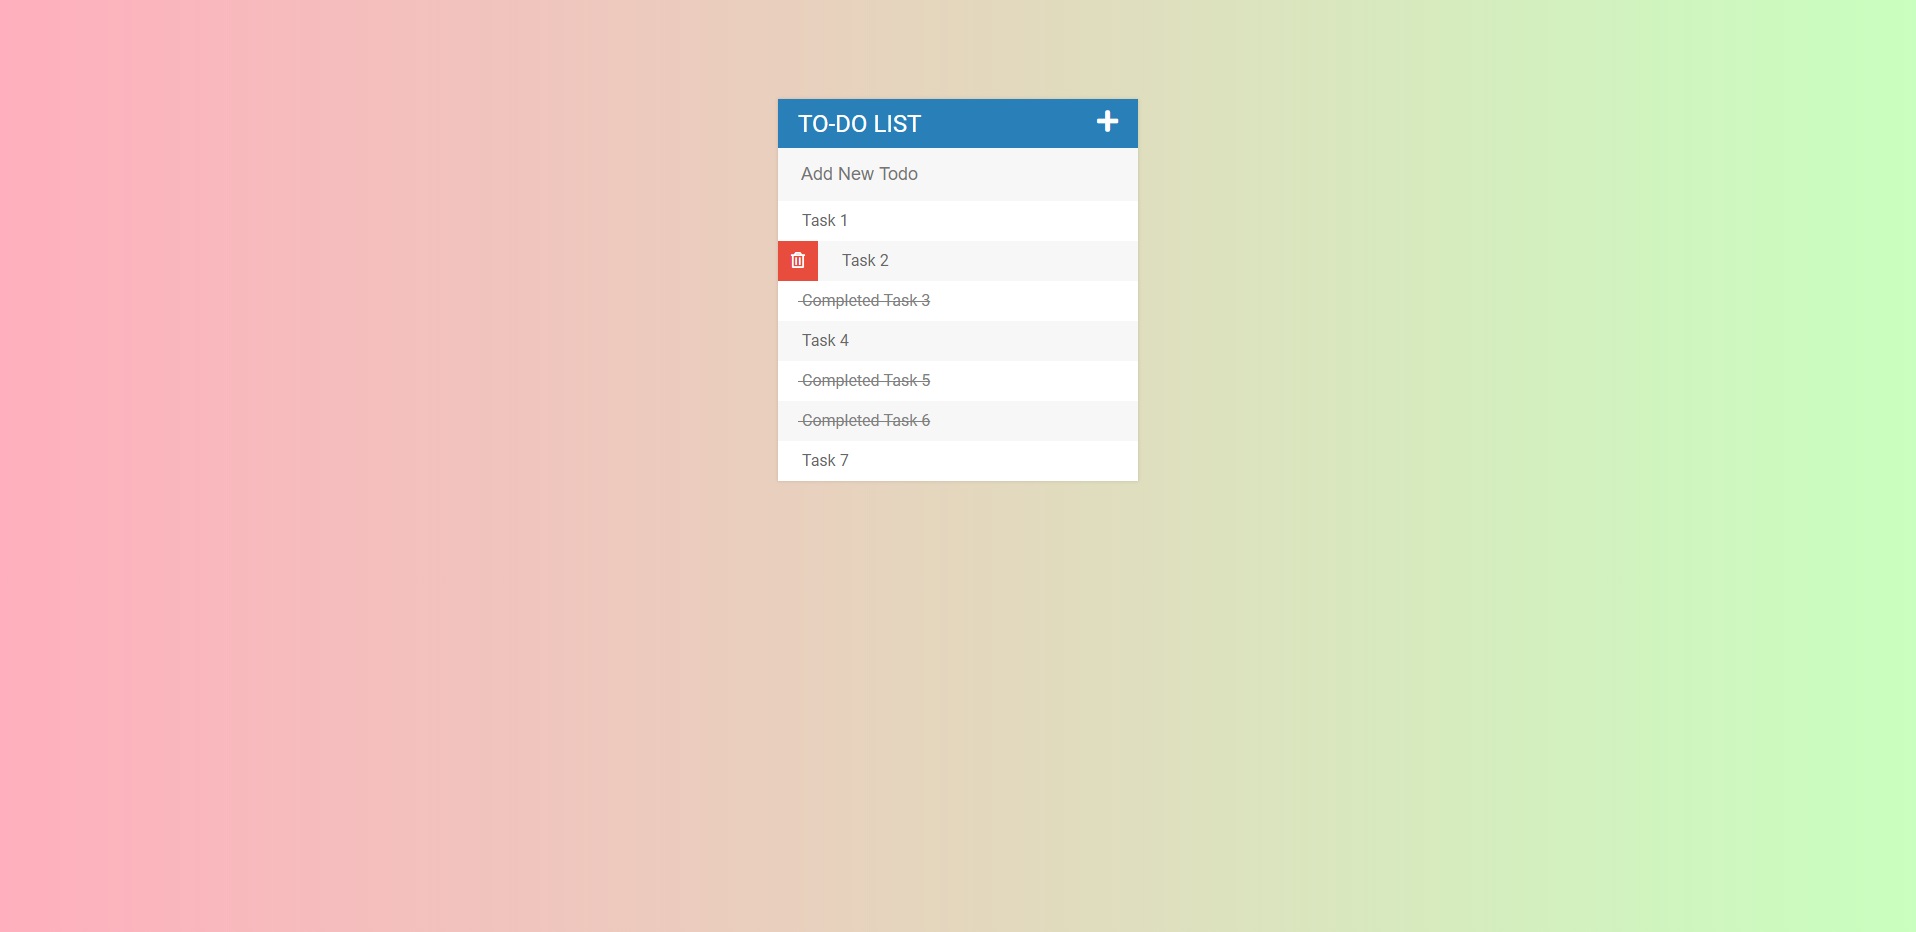 TO-DO LIST
Add New Todo
Task 1
Task 2
Completed Task 3
Task 4
Completed Task 5
Completed Task 6
Task 7